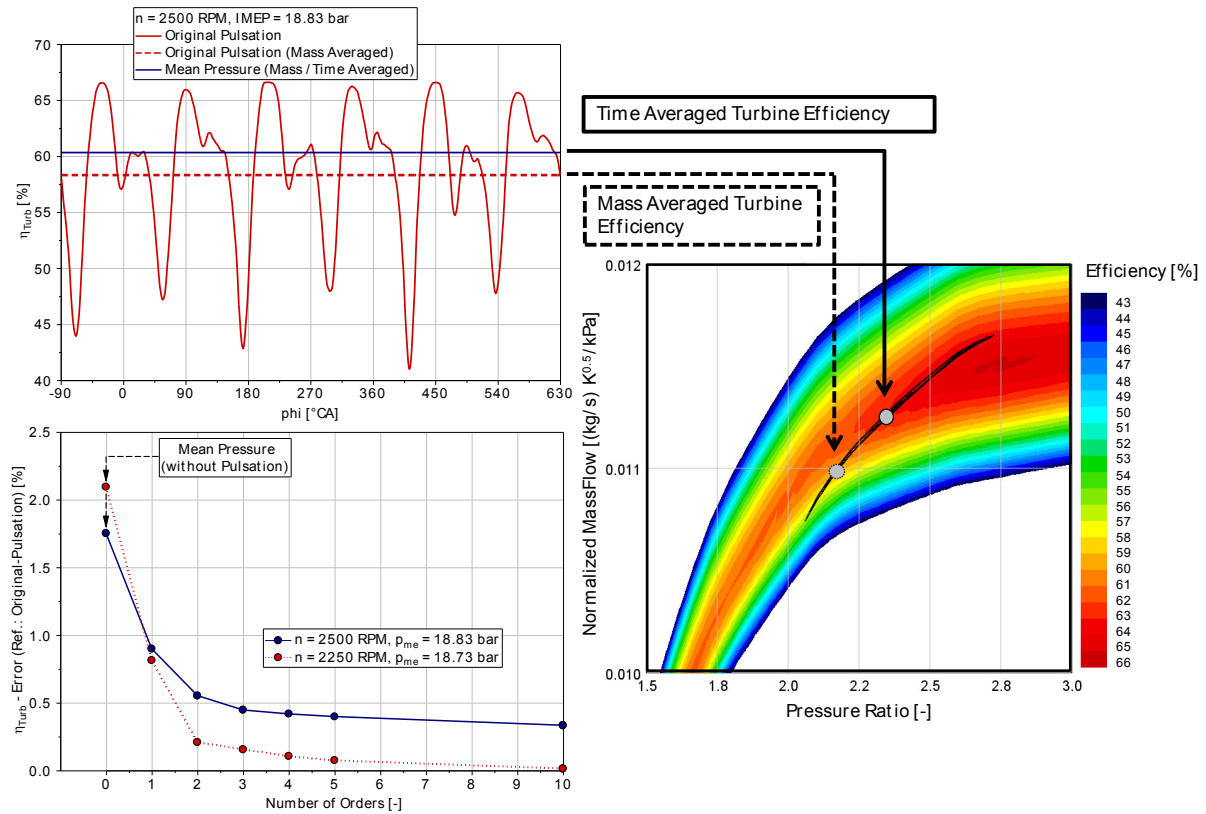 n = 2500 RPM, IMEP = 18.83 bar
Original Pulsation
Original Pulsation (Mass Averaged)
Mean Pressure (Mass / Time Averaged)
70
65
60
55
50
45
40
η_Turb [%]
-90 0 90 180 270 360 450 540 630
phi [°CA]
Time Averaged Turbine Efficiency
Mass Averaged Turbine
Efficiency
2.5
2.0
1.5
1.0
0.5
0.0
η_Turb - Error (Ref.: Original-Pulsation) [%]
Mean Pressure
(without Pulsation)
n = 2500 RPM, p_me = 18.83 bar
n = 2250 RPM, p_me = 18.73 bar
0 1 2 3 4 5 6 7 8 9 10
Number of Orders [-]
0.012
0.011
0.010
Normalized MassFlow [(kg/s) K^0.5/kPa]
1.5 1.8 2.0 2.2 2.5 2.8 3.0
Pressure Ratio [-]
Efficiency [%]
43
44
45
46
47
48
49
50
51
52
53
54
55
56
57
58
59
60
61
62
63
64
65
66